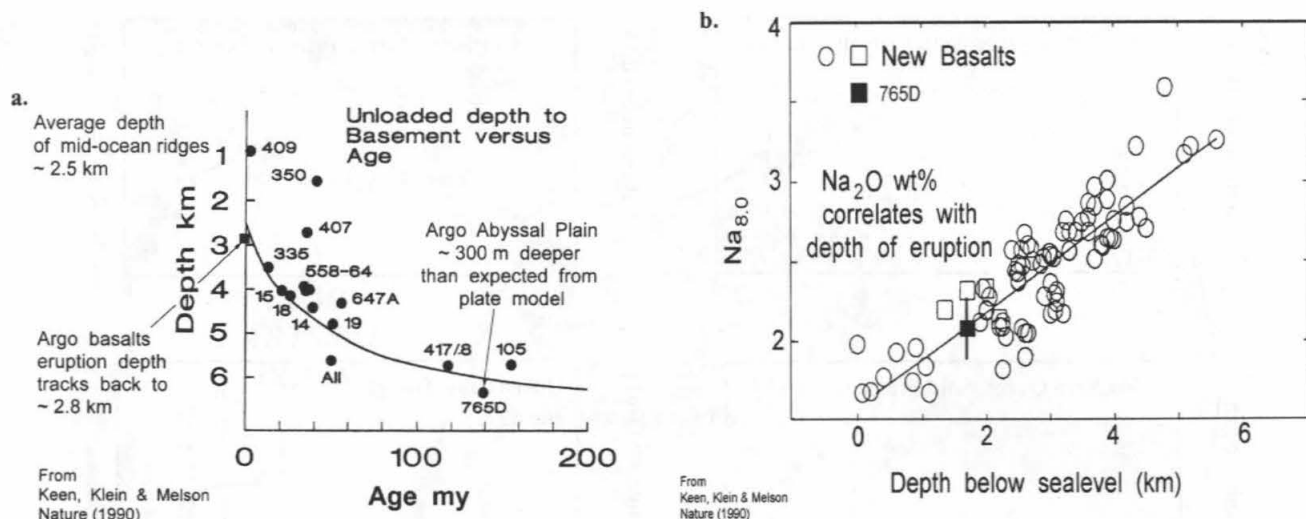 a.
Average depth
of mid-ocean ridges
~ 2.5 km
Unloaded depth to
Basement versus
Age
Depth km
1
2
3
4
5
6
409
350
407
335
558-64
647A
15
18
14
19
All
417/8
105
765D
Argo Abyssal Plain
~ 300 m deeper
than expected from
plate model
Argo basalts
eruption depth
tracks back to
~ 2.8 km
0
100
200
Age my
From
Keen, Klein & Melson
Nature (1990)
b.
4
3
2
Na8.0
New Basalts
765D
Na2O wt%
correlates with
depth of eruption
0
2
4
6
Depth below sealevel (km)
From
Keen, Klein & Melson
Nature (1990)